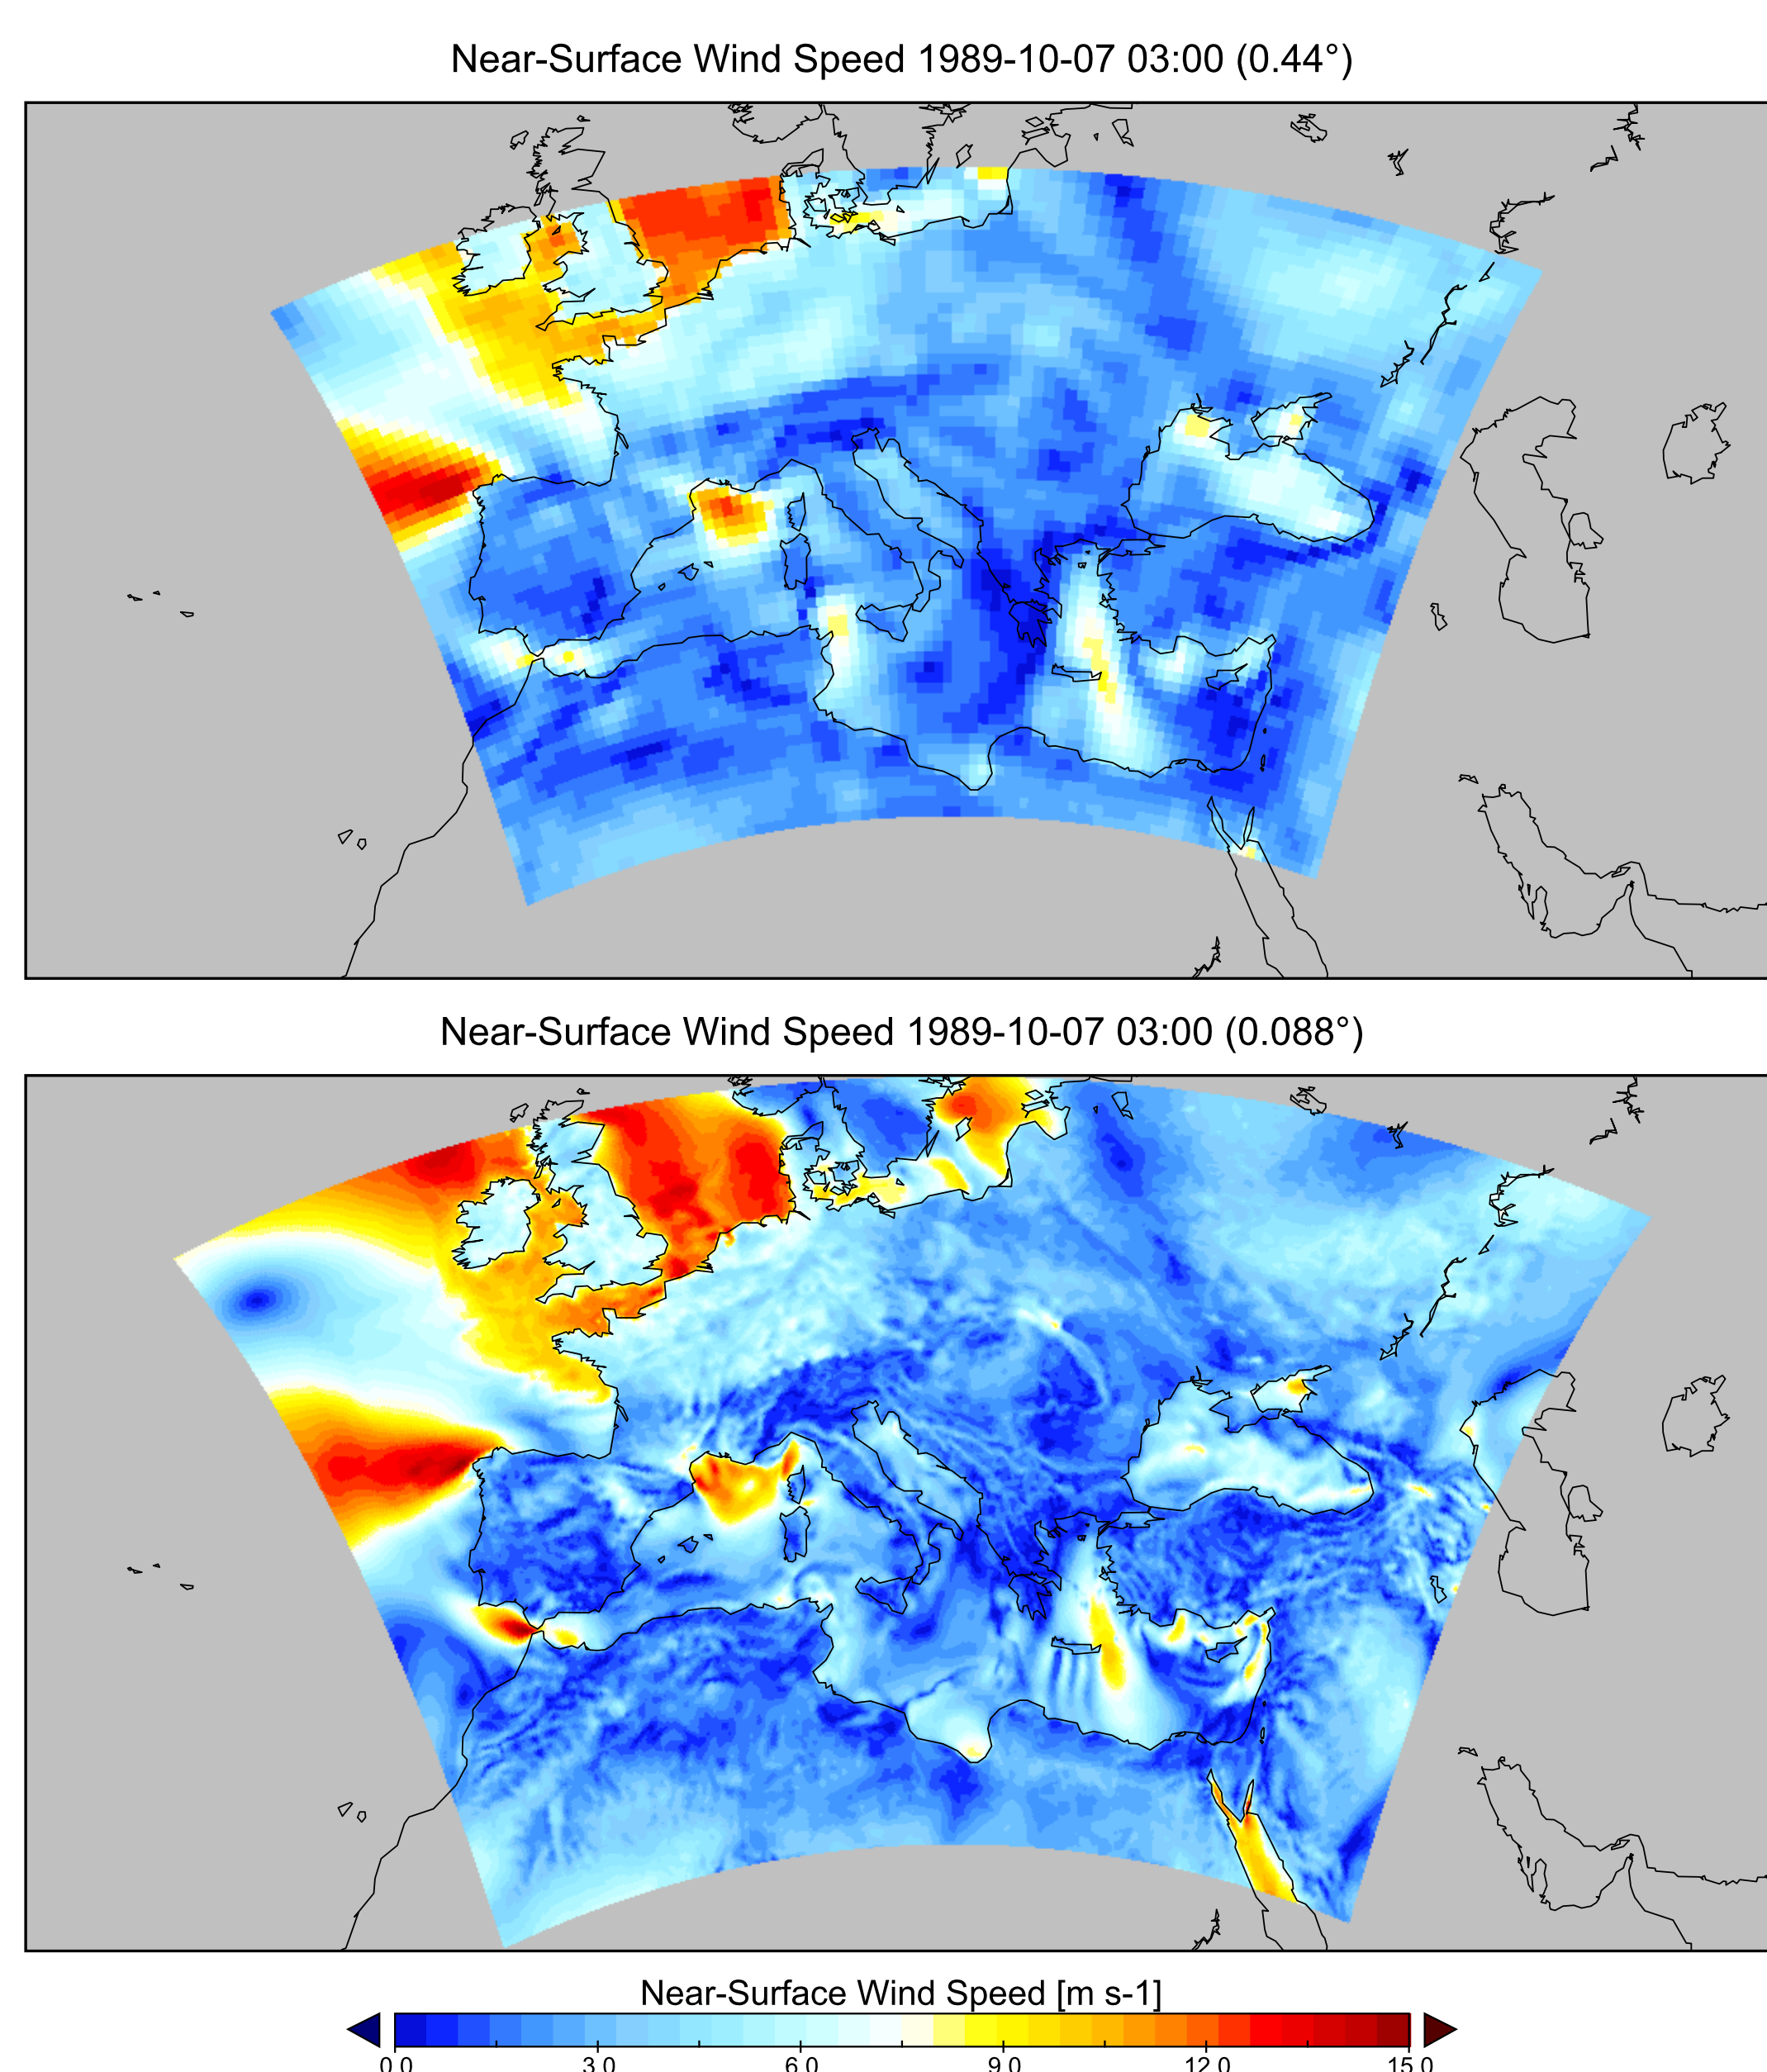 Near-Surface Wind Speed 1989-10-07 03:00 (0.44°)
Near-Surface Wind Speed 1989-10-07 03:00 (0.088°)
Near-Surface Wind Speed [m s-1]
0.0 3.0 6.0 9.0 12.0 15.0